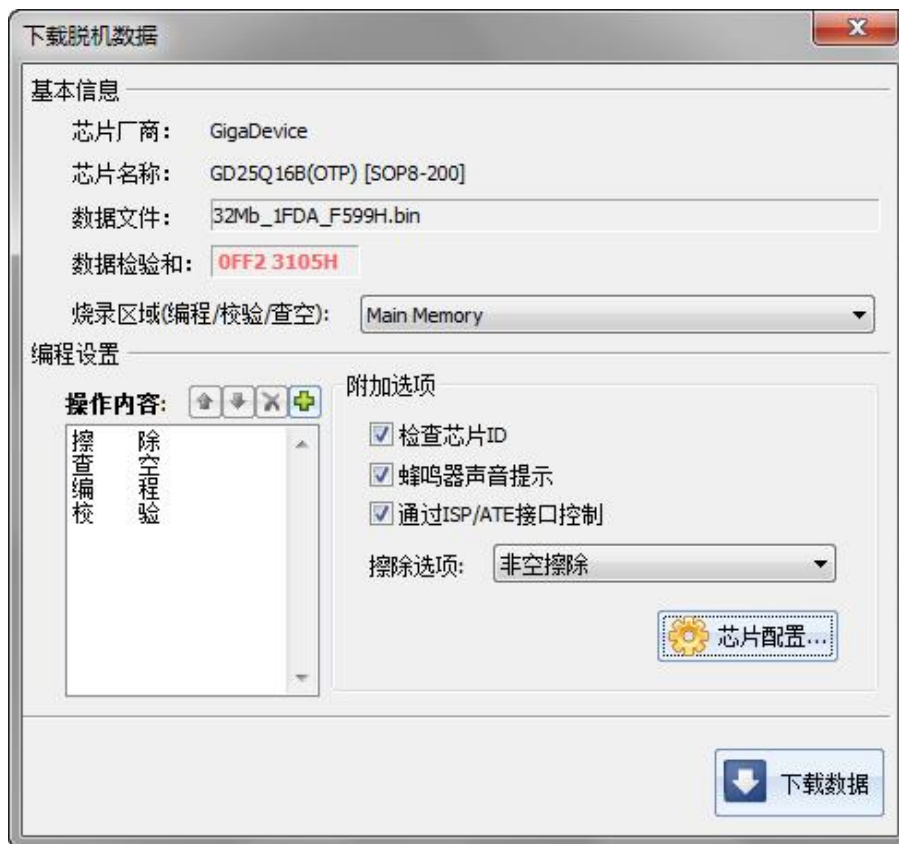 下载脱机数据
基本信息
芯片厂商： GigaDevice
芯片名称： GD25Q16B(OTP) [SOP8-200]
数据文件： 32Mb_1FDA_F599H.bin
数据检验和： 0FF2 3105H
烧录区域(编程/校验/查空)： Main Memory
编程设置
操作内容:
擦 除
查 空
编 程
校 验
附加选项
检查芯片ID
蜂鸣器声音提示
通过ISP/ATE接口控制
擦除选项: 非空擦除
芯片配置...
下载数据